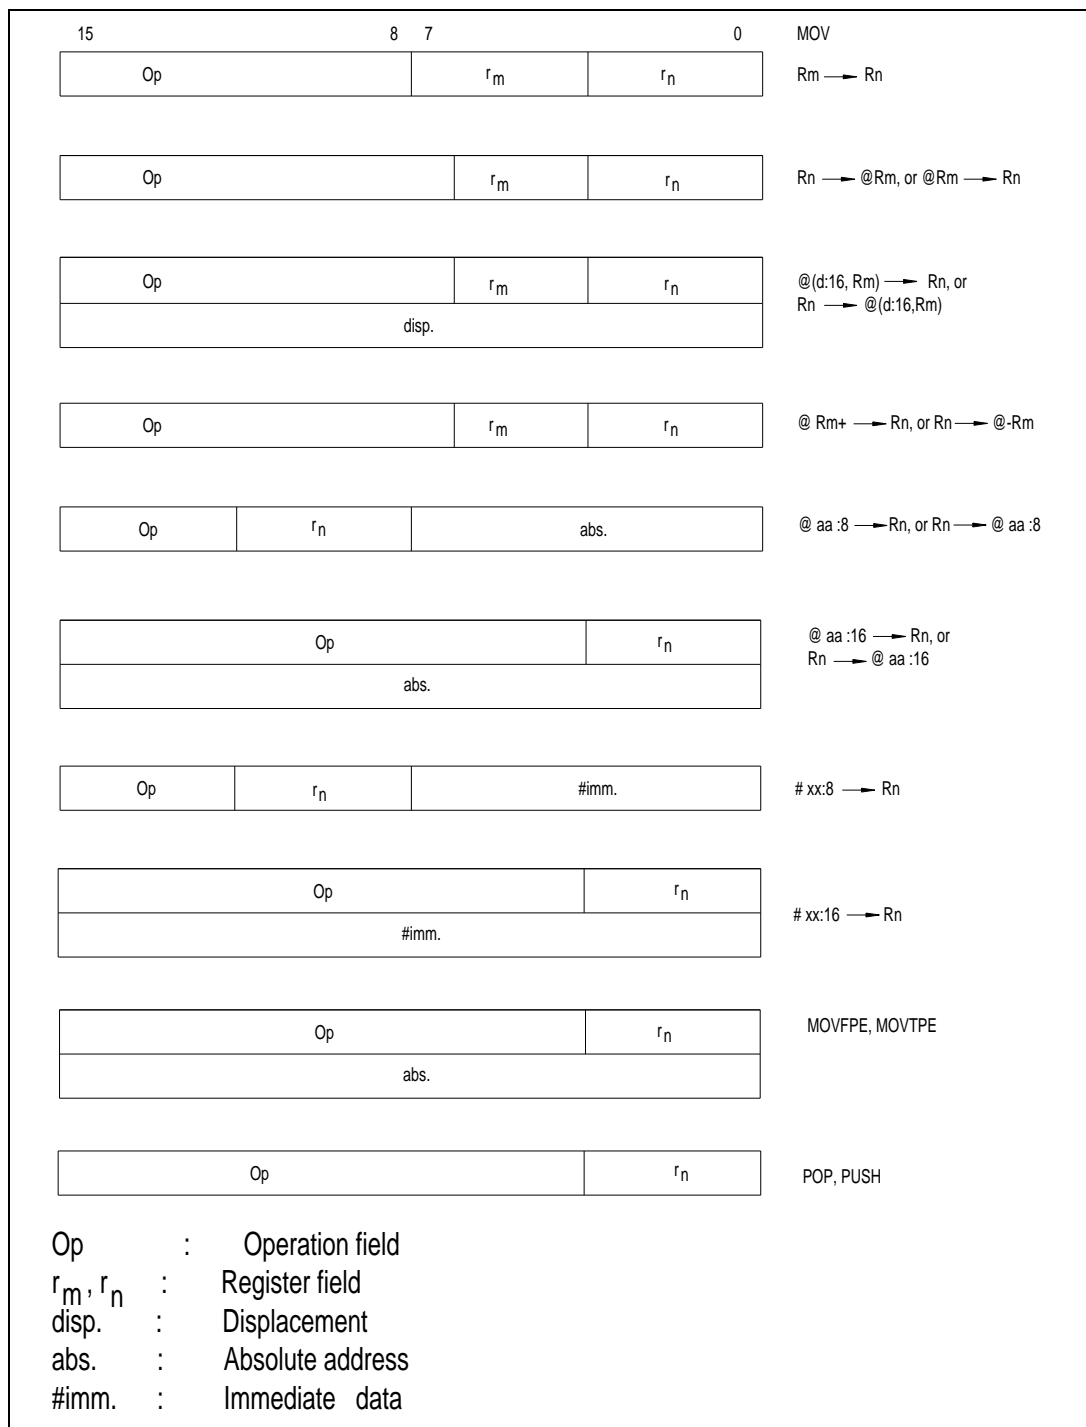 15 8 7 0 MOV
Op rm rn Rm → Rn
Op rm rn Rn → @Rm, or @Rm → Rn
Op rm rn @(d:16, Rm) → Rn, or
Rn → @(d:16,Rm)
disp.
Op rm rn @ Rm+ → Rn, or Rn → @-Rm
Op rn abs. @ aa :8 → Rn, or Rn → @ aa :8
Op rn @ aa :16 → Rn, or
Rn → @ aa :16
abs.
Op rn #imm. # xx:8 → Rn
Op rn
# xx:16 → Rn
#imm.
Op rn MOVFPE, MOVTPE
abs.
Op rn POP, PUSH
Op : Operation field
rm , rn : Register field
disp. : Displacement
abs. : Absolute address
#imm. : Immediate data